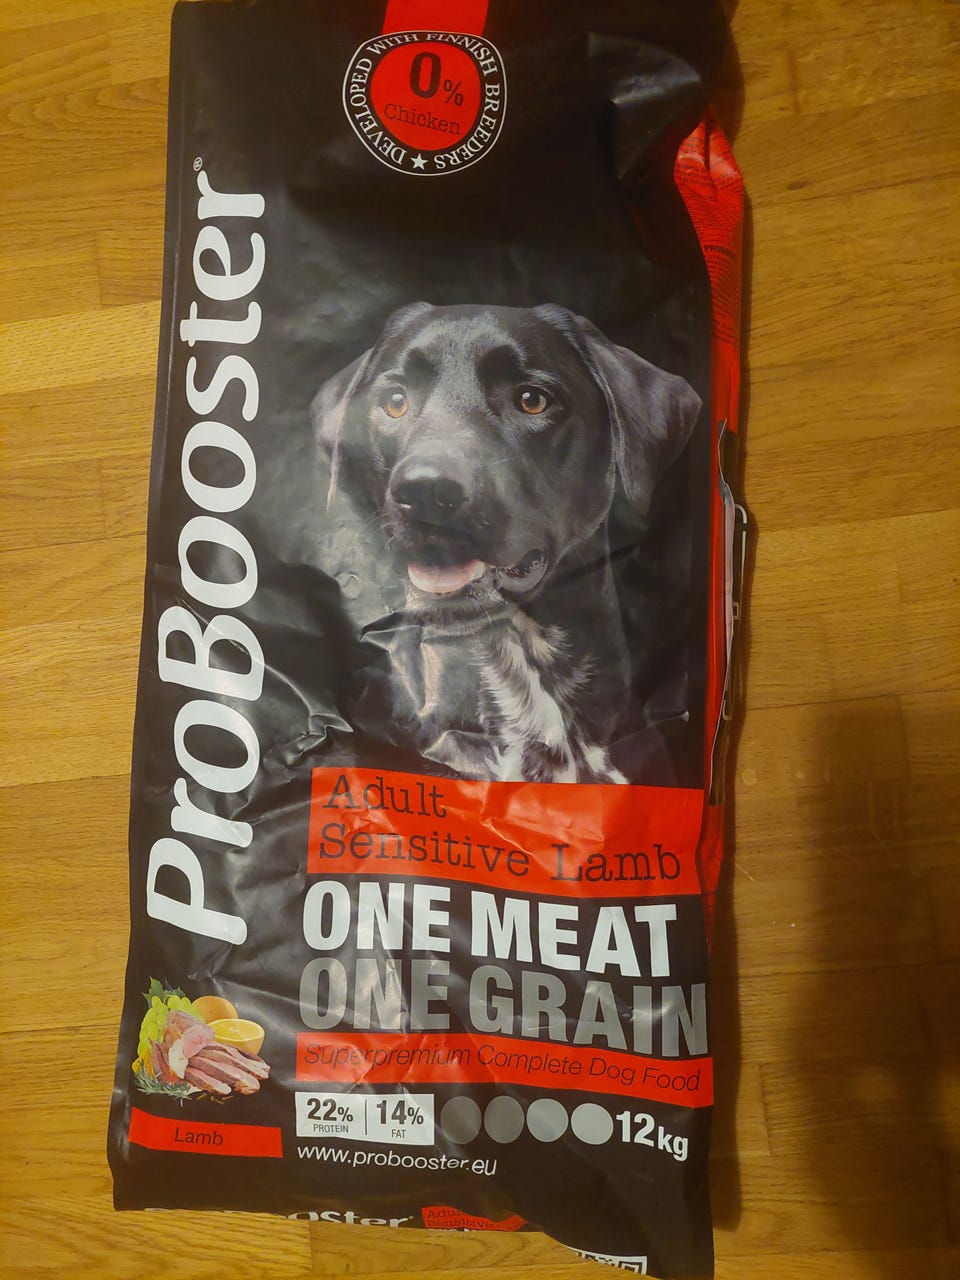 DEVELOPED WITH FINNISH BREEDERS
0%
Chicken
ProBooster®
Adult
Sensitive Lamb
ONE MEAT
ONE GRAIN
Superpremium Complete Dog Food
22% 14%
PROTEIN FAT
12kg
www.probooster.eu
Lamb